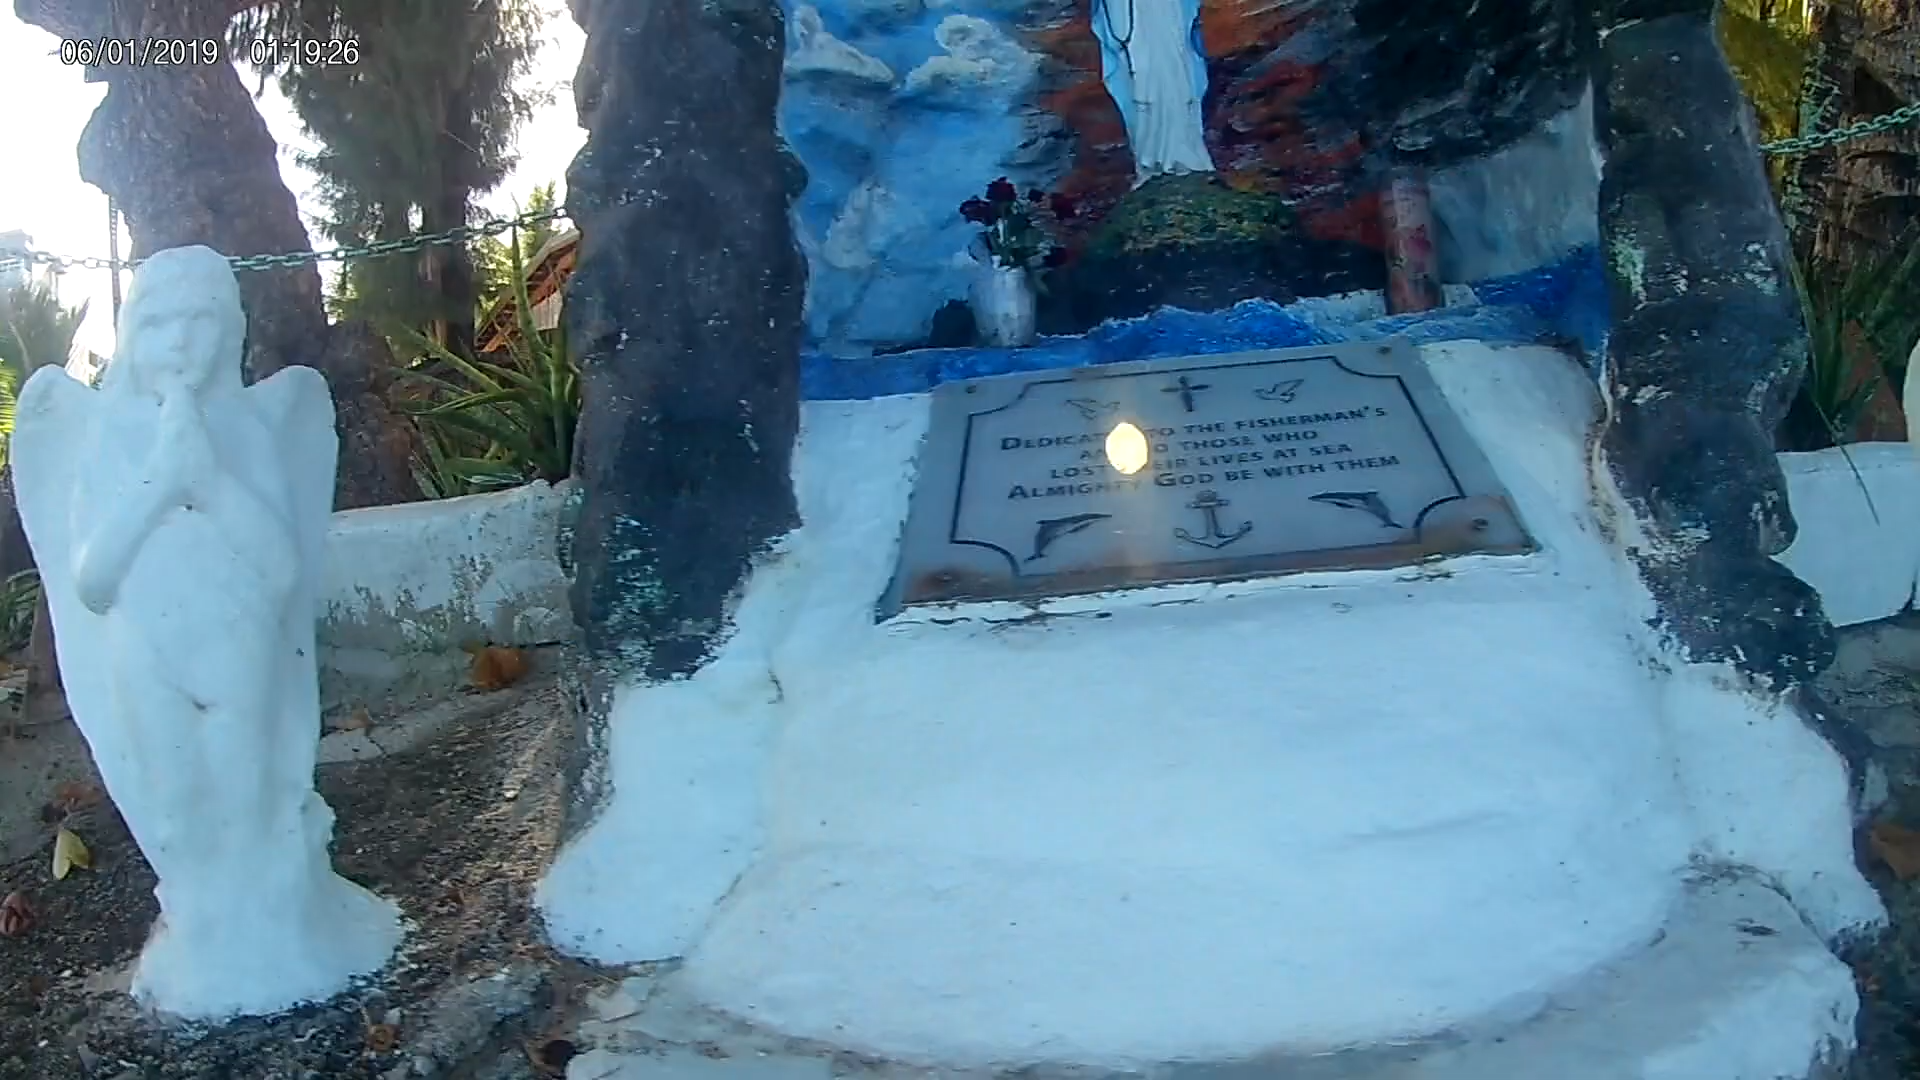 06/01/2019 01:19:26
TO THE FISHERMAN'S
THOSE WHO
LIVES AT SEA
ALMIGHTY GOD BE WITH THEM